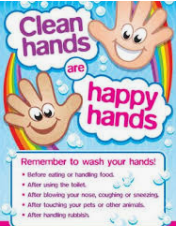 Clean
hands
are
happy
hands
Remember to wash your hands!
• Before eating or handling food.
• After using the toilet.
• After blowing your nose, coughing or sneezing.
• After touching your pets or other animals.
• After handling rubbish.